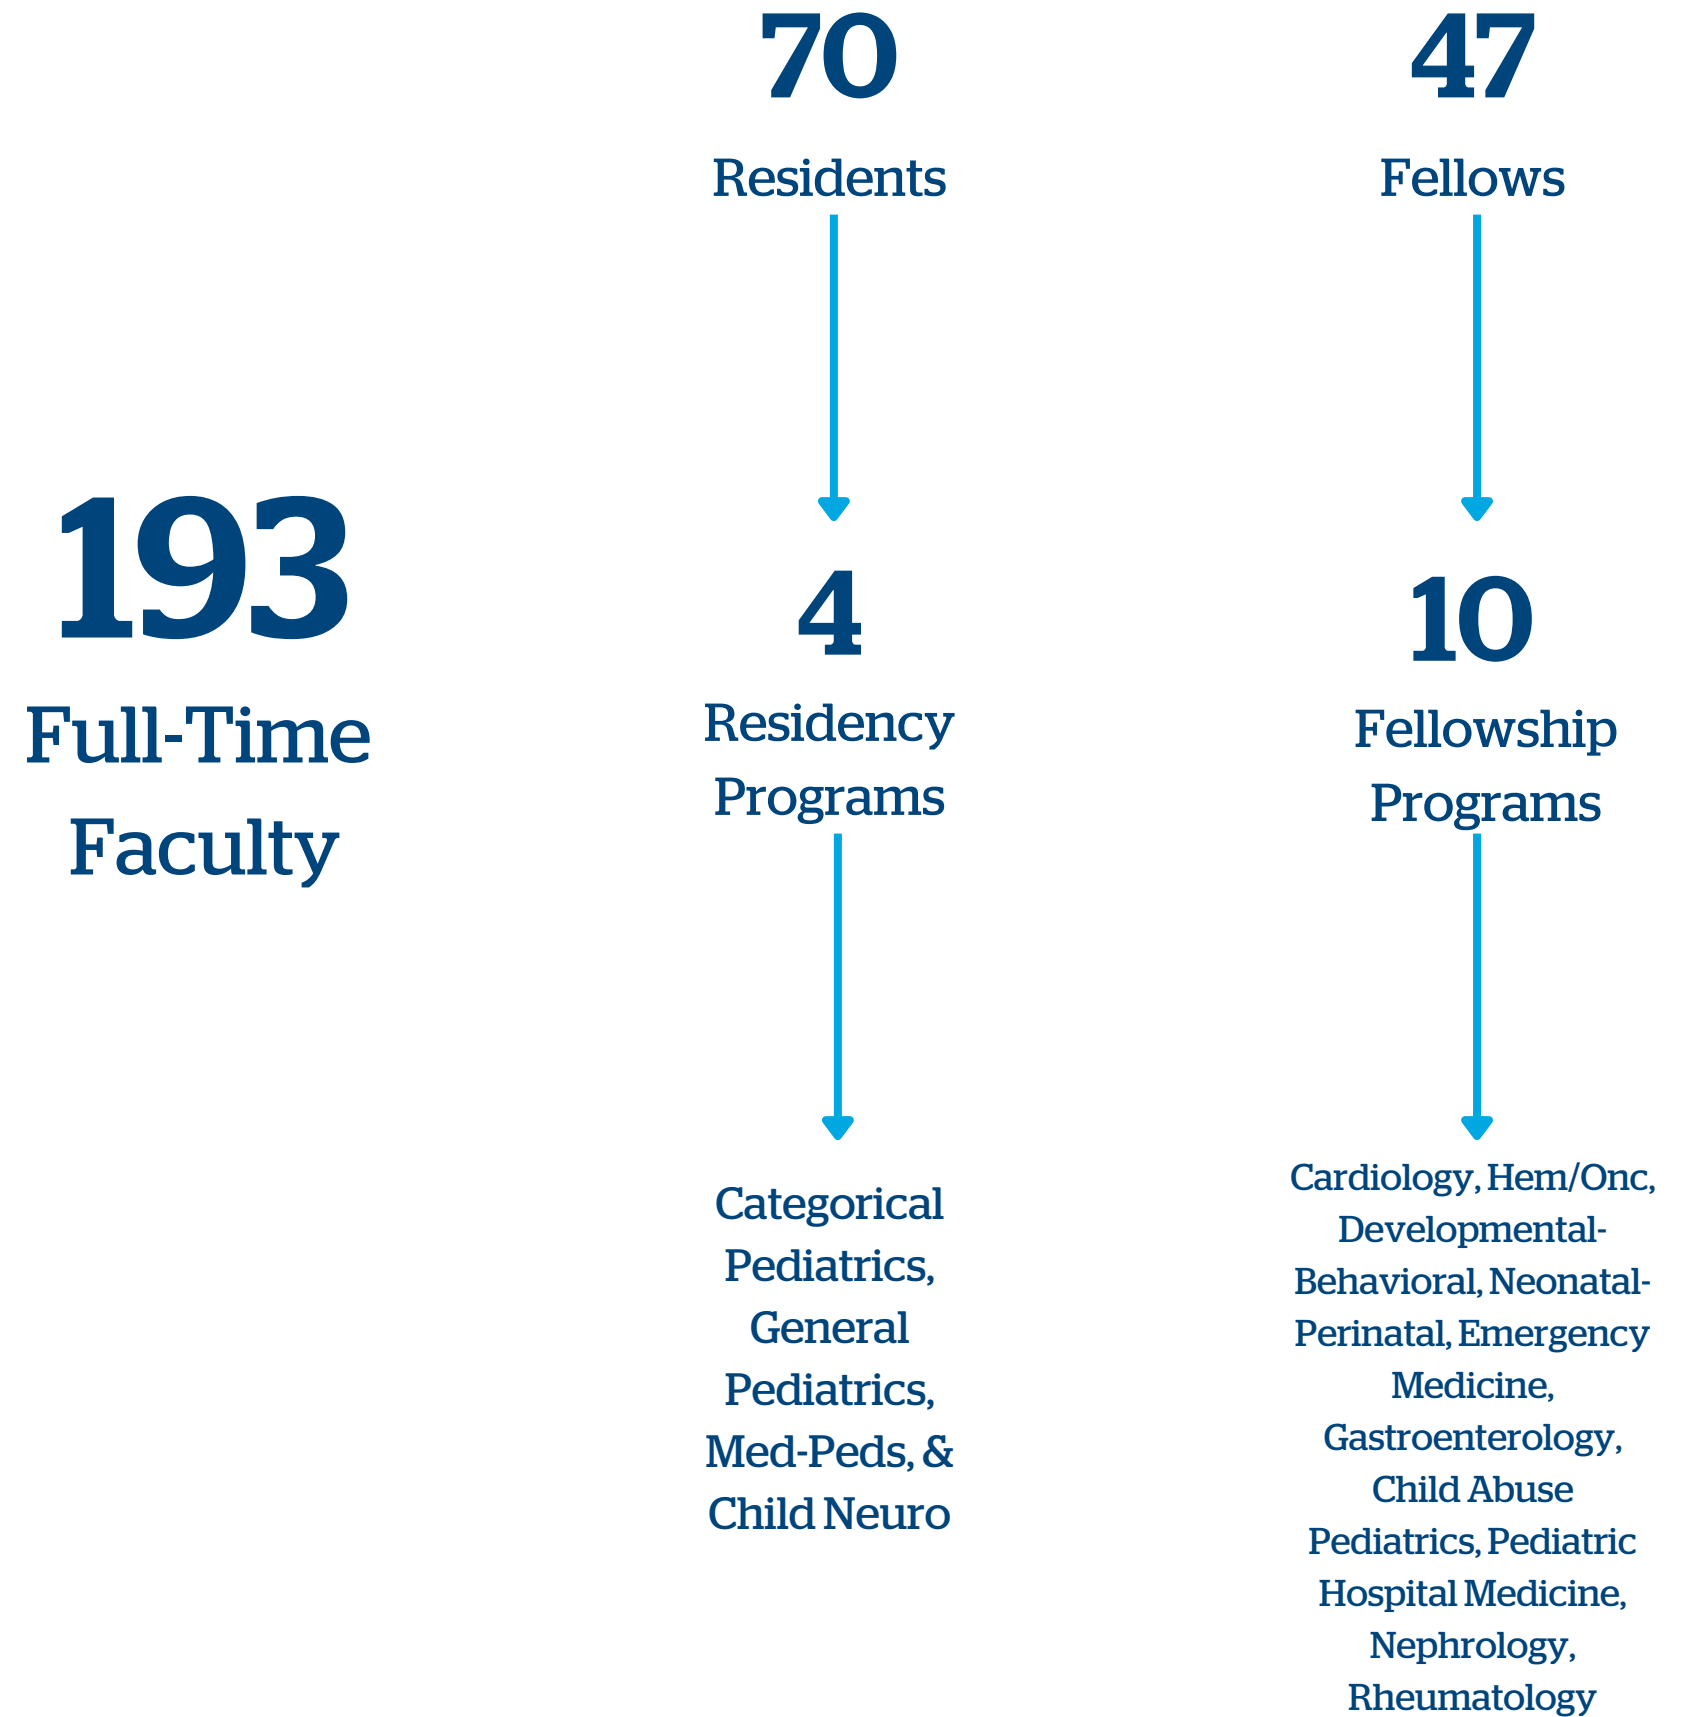 193
Full-Time
Faculty
70
Residents
4
Residency
Programs
Categorical
Pediatrics,
General
Pediatrics,
Med-Peds, &
Child Neuro
47
Fellows
10
Fellowship
Programs
Cardiology, Hem/Onc,
Developmental-
Behavioral, Neonatal-
Perinatal, Emergency
Medicine,
Gastroenterology,
Child Abuse
Pediatrics, Pediatric
Hospital Medicine,
Nephrology,
Rheumatology